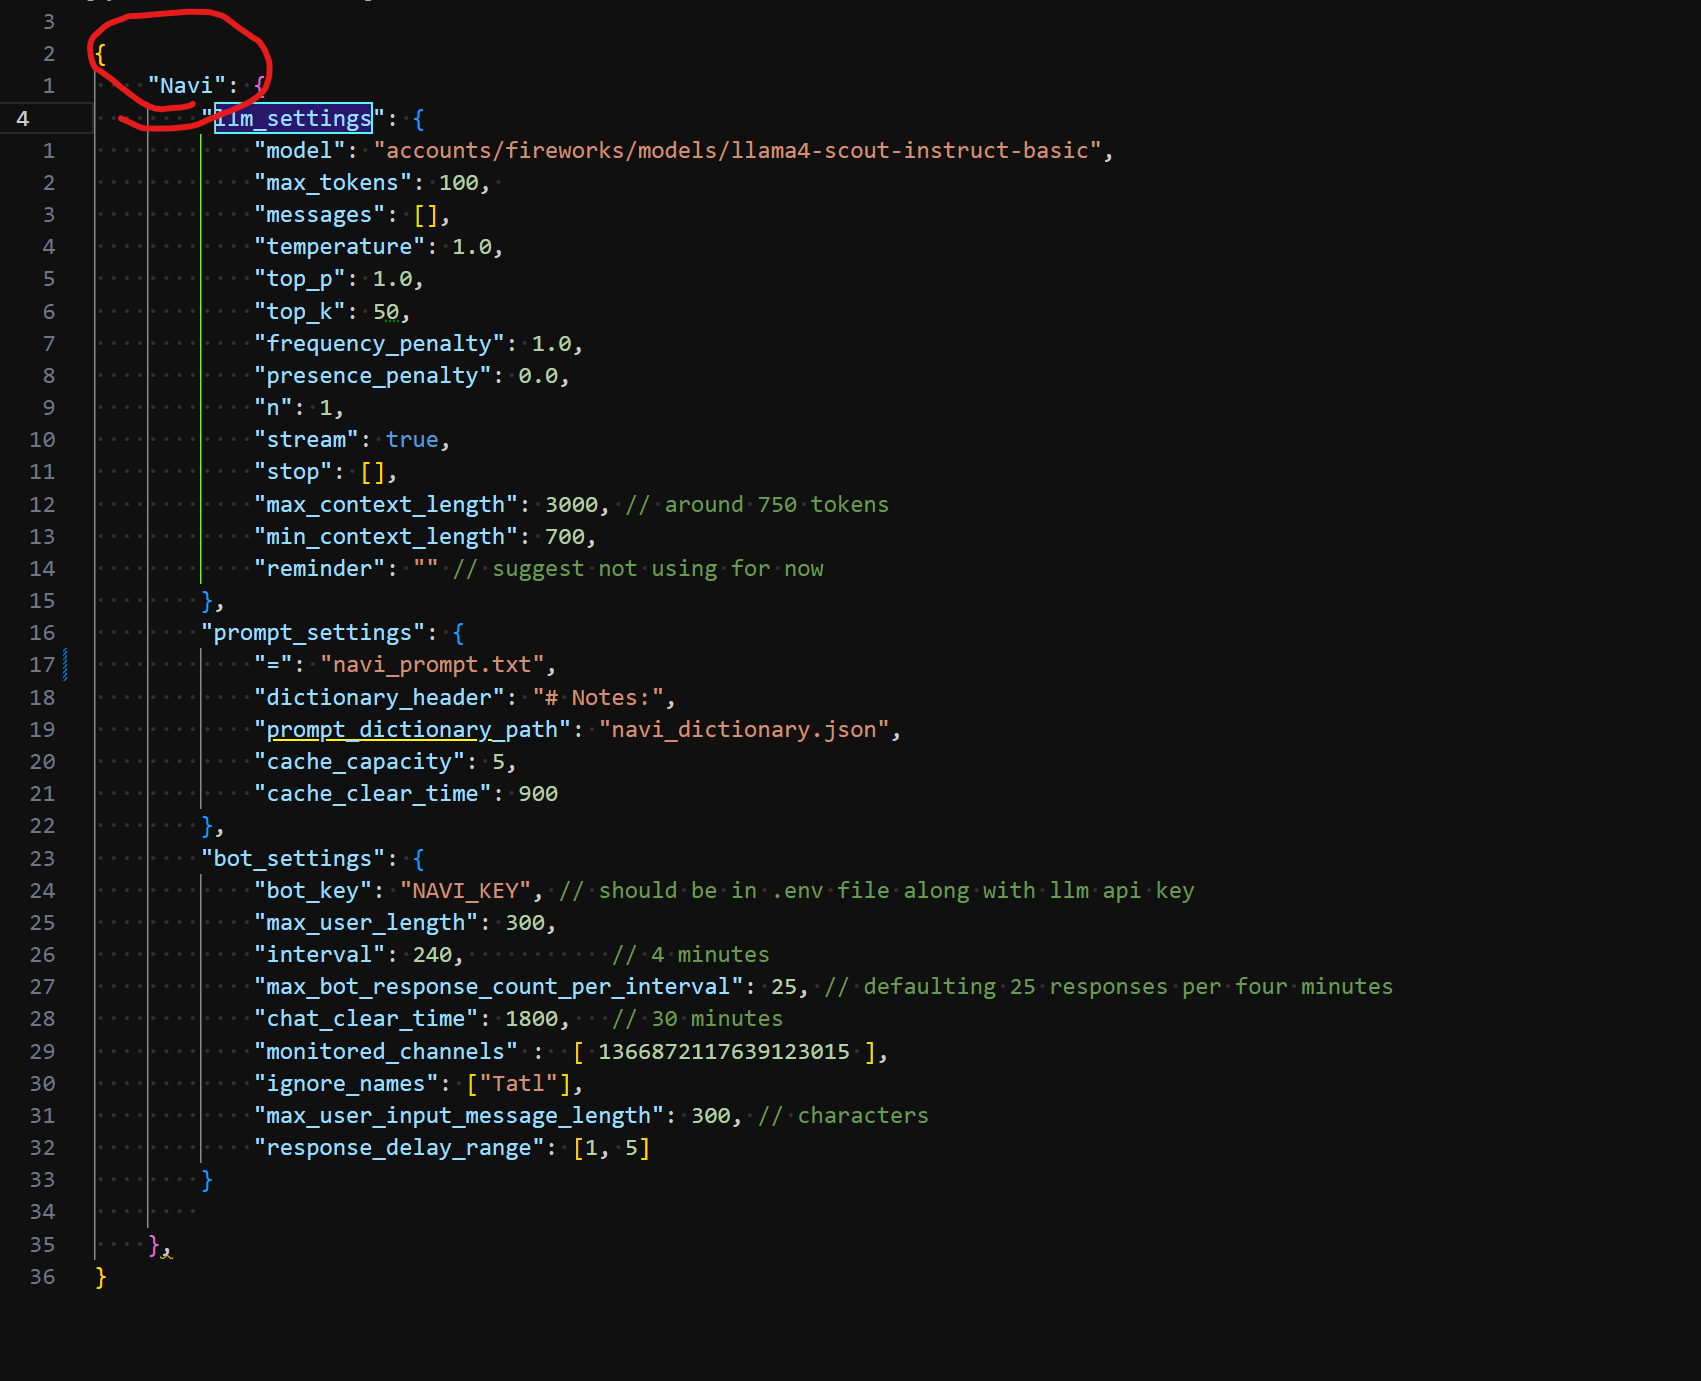 3
2 {
1 "Navi": {
4 "llm_settings": {
1 "model": "accounts/fireworks/models/llama4-scout-instruct-basic",
2 "max_tokens": 100,
3 "messages": [],
4 "temperature": 1.0,
5 "top_p": 1.0,
6 "top_k": 50,
7 "frequency_penalty": 1.0,
8 "presence_penalty": 0.0,
9 "n": 1,
10 "stream": true,
11 "stop": [],
12 "max_context_length": 3000, // around 750 tokens
13 "min_context_length": 700,
14 "reminder": "" // suggest not using for now
15 },
16 "prompt_settings": {
17 "=": "navi_prompt.txt",
18 "dictionary_header": "# Notes:",
19 "prompt_dictionary_path": "navi_dictionary.json",
20 "cache_capacity": 5,
21 "cache_clear_time": 900
22 },
23 "bot_settings": {
24 "bot_key": "NAVI_KEY", // should be in .env file along with llm api key
25 "max_user_length": 300,
26 "interval": 240, // 4 minutes
27 "max_bot_response_count_per_interval": 25, // defaulting 25 responses per four minutes
28 "chat_clear_time": 1800, // 30 minutes
29 "monitored_channels" : [ 1366872117639123015 ],
30 "ignore_names": ["Tatl"],
31 "max_user_input_message_length": 300, // characters
32 "response_delay_range": [1, 5]
33 }
34
35 },
36 }